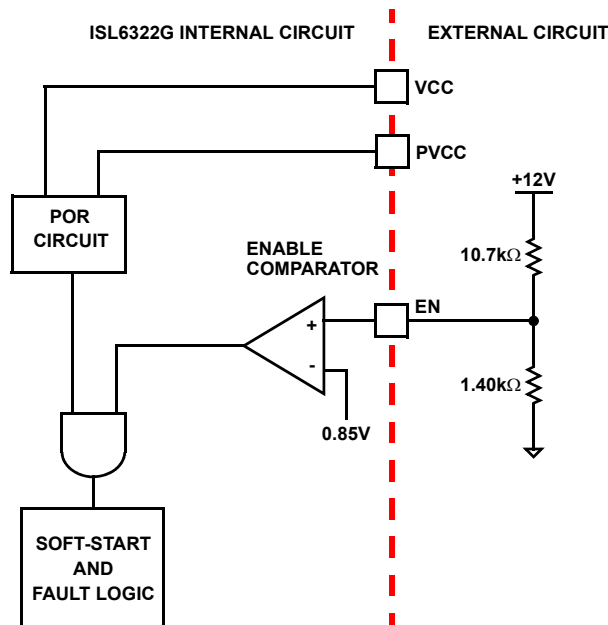 ISL6322G INTERNAL CIRCUIT
EXTERNAL CIRCUIT
VCC
PVCC
+12V
POR
CIRCUIT
10.7kΩ
ENABLE
COMPARATOR
EN
+
-
1.40kΩ
0.85V
SOFT-START
AND
FAULT LOGIC